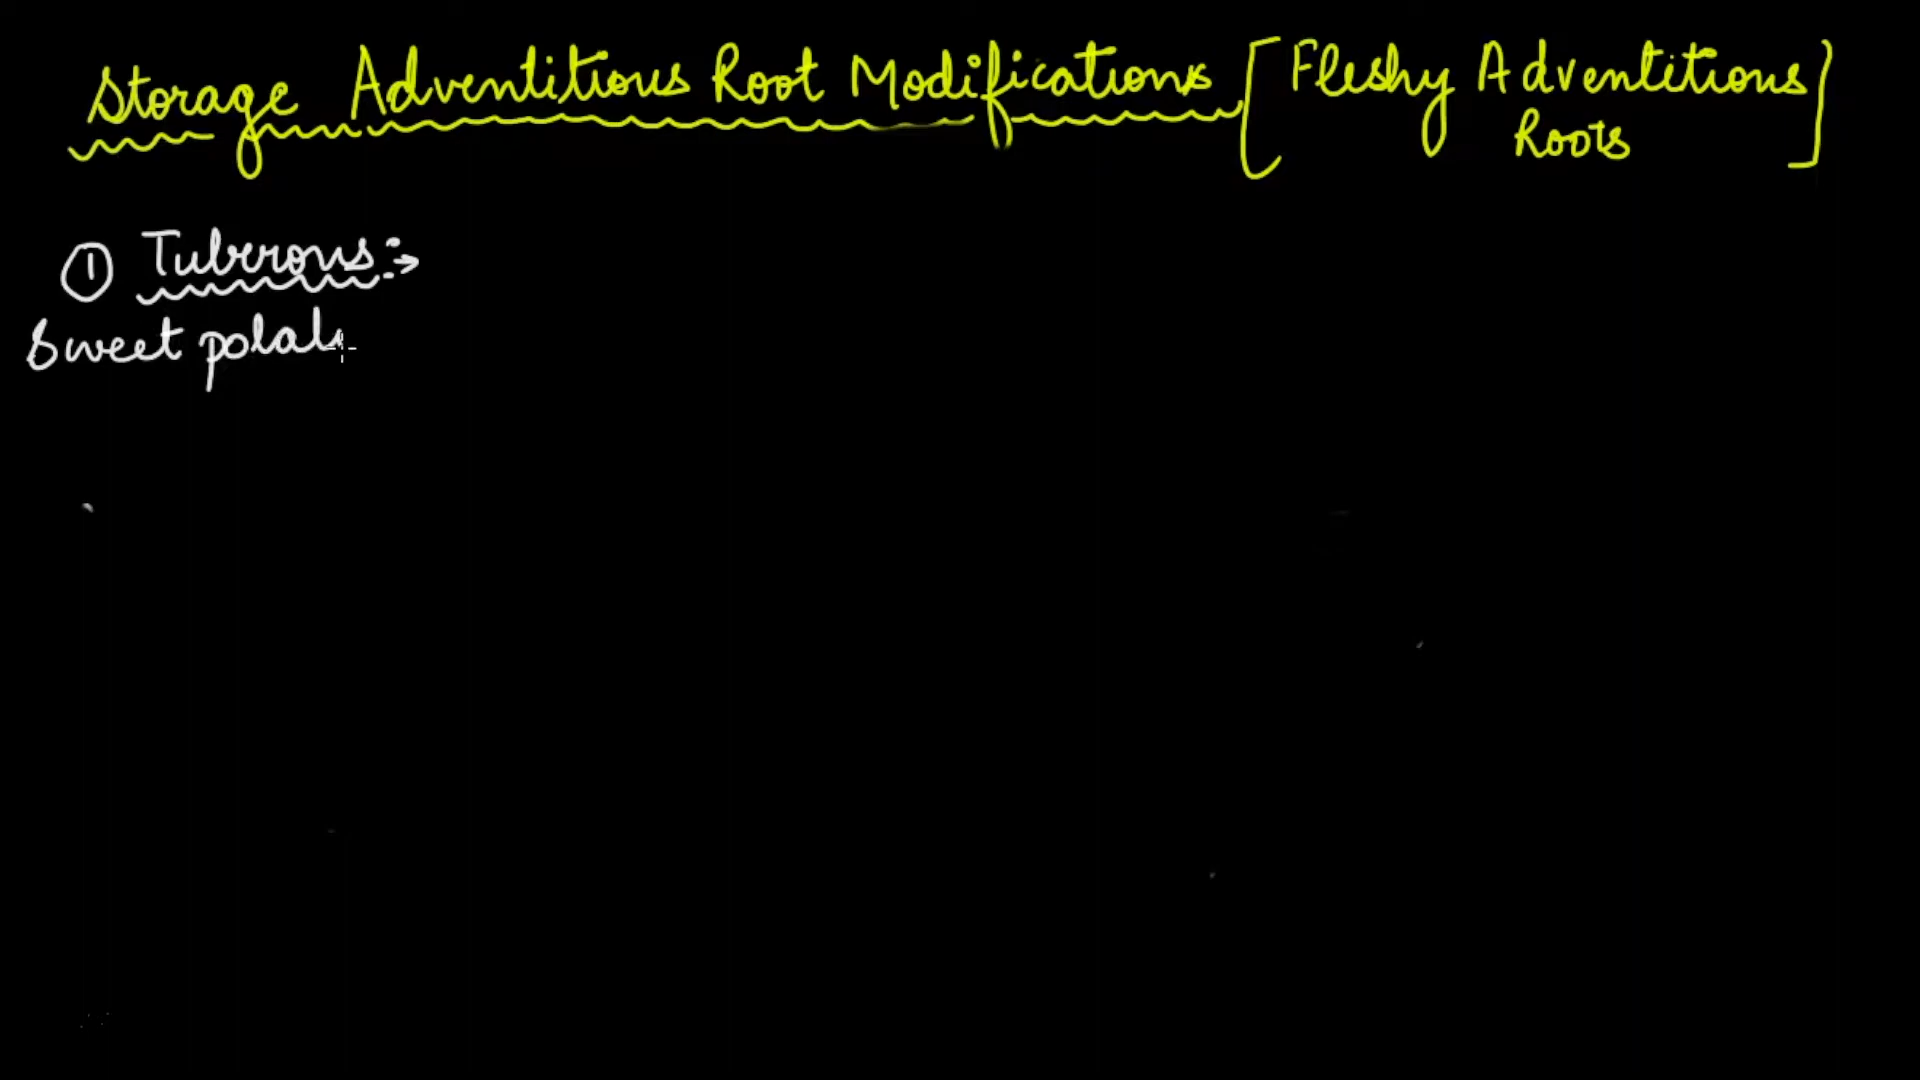 Storage Adventitious Root Modifications [Fleshy Adventitious
Roots]
① Tuberous:→
Sweet potat